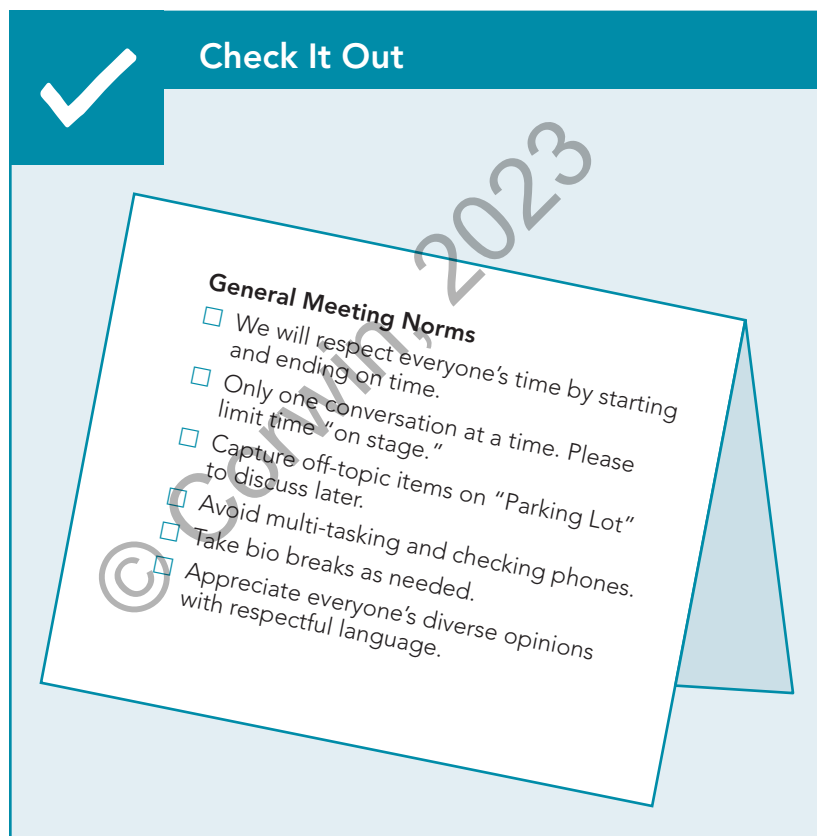 Check It Out
General Meeting Norms
We will respect everyone's time by starting
and ending on time.
Only one conversation at a time. Please
limit time "on stage."
Capture off-topic items on "Parking Lot"
to discuss later.
Avoid multi-tasking and checking phones.
Take bio breaks as needed.
Appreciate everyone's diverse opinions
with respectful language.
© Corwin, 2023